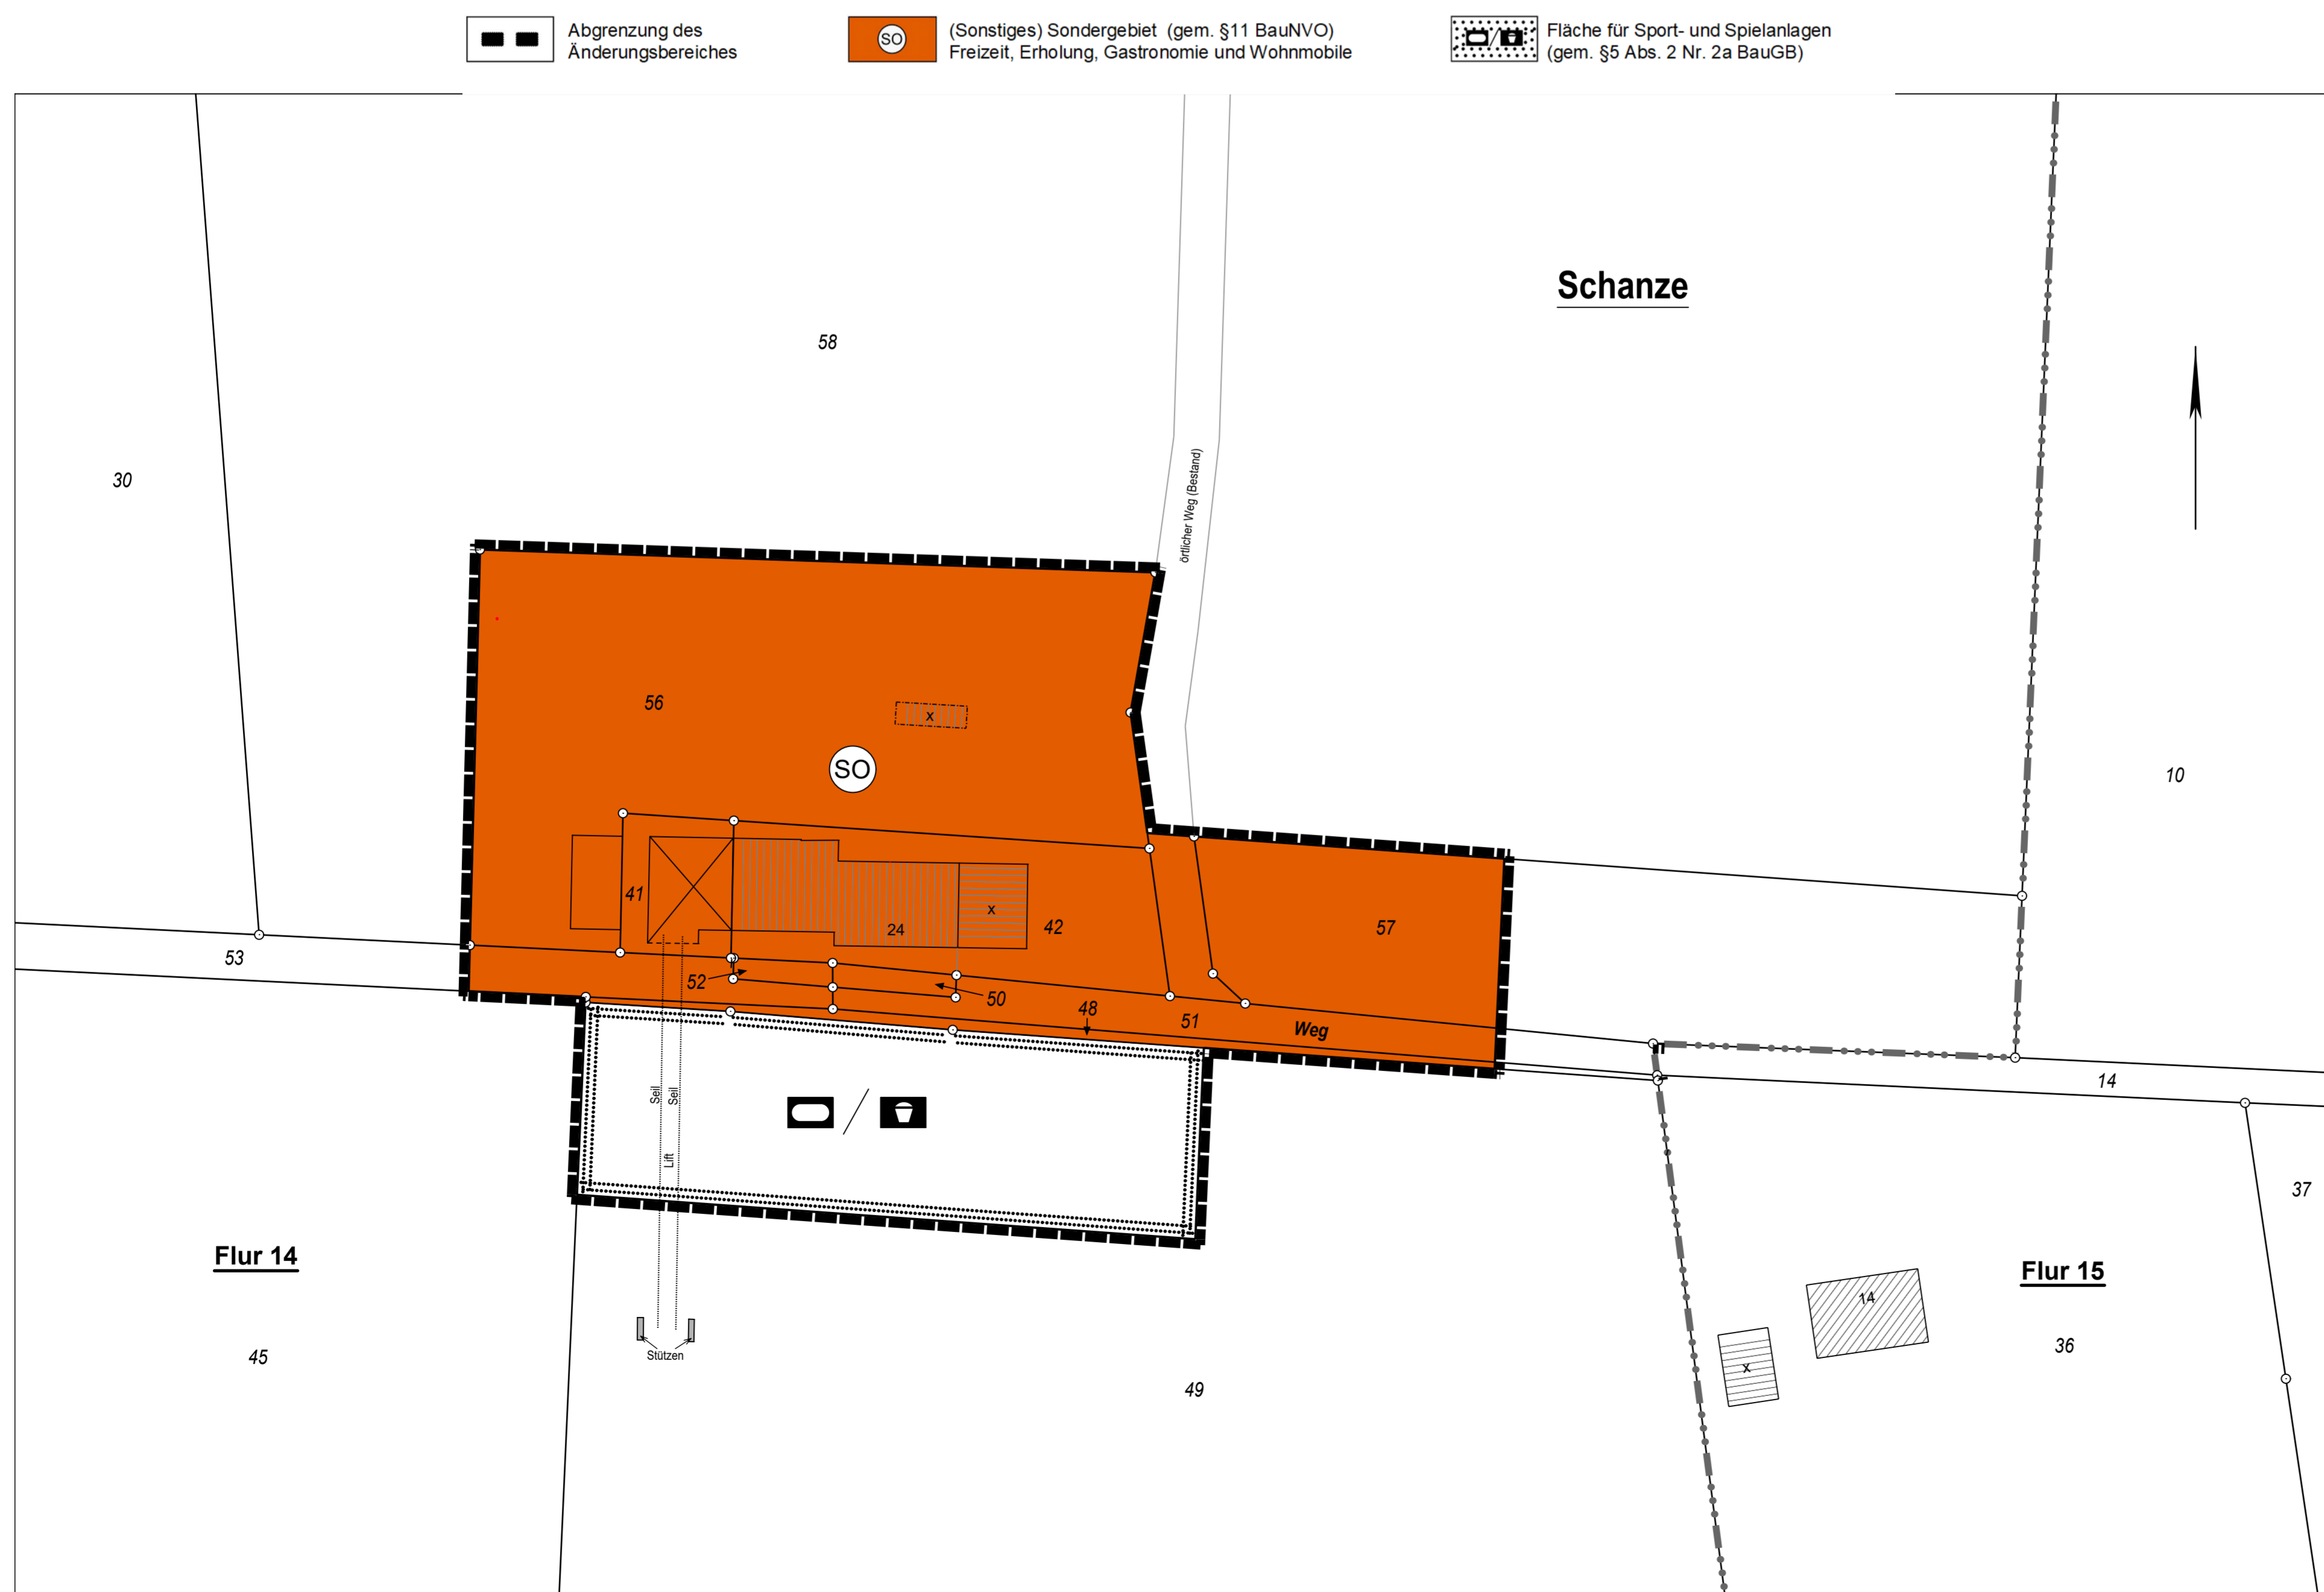 Abgrenzung des
Änderungsbereiches
SO
(Sonstiges) Sondergebiet (gem. §11 BauNVO)
Freizeit, Erholung, Gastronomie und Wohnmobile
/
Fläche für Sport- und Spielanlagen
(gem. §5 Abs. 2 Nr. 2a BauGB)
Schanze
58
30
örtlicher Weg (Bestand)
56
x
SO
10
41
24
x
42
57
53
52
50
48
51
Weg
14
Seil
Seil
/
Lift
37
Flur 14
Flur 15
14
45
Stützen
x
36
49